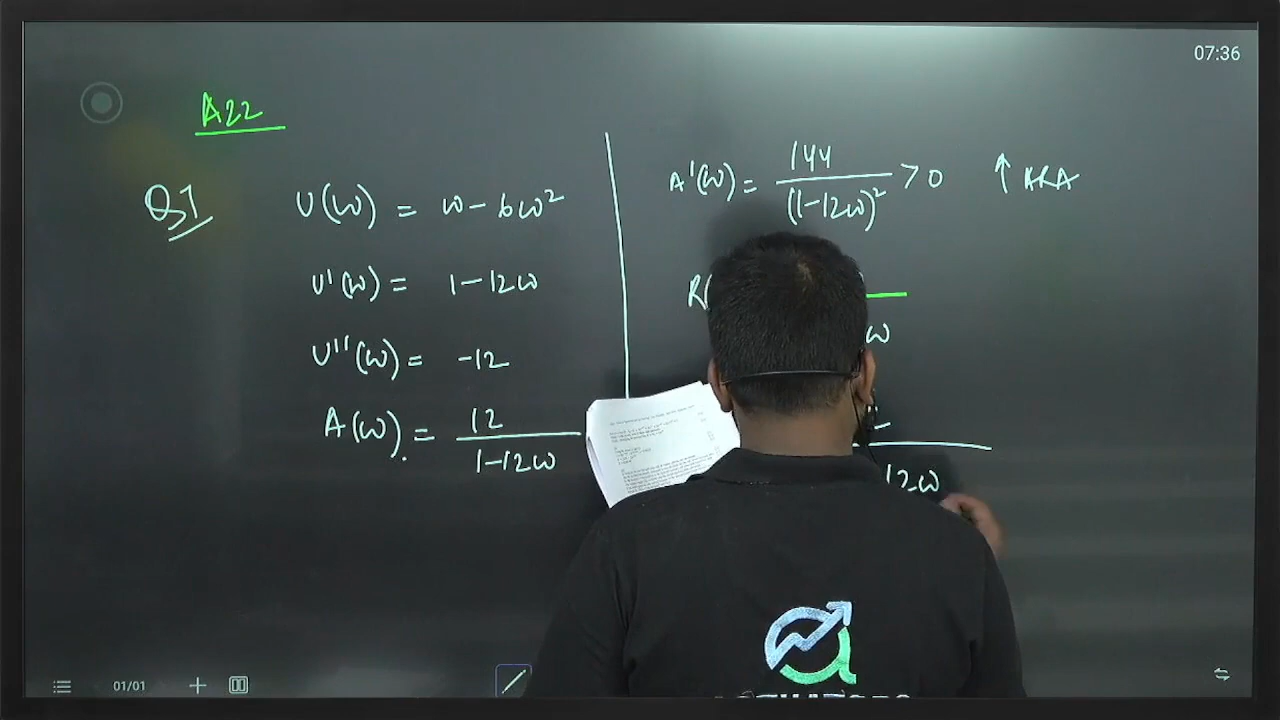 07:36
A22
Q1
U(w) = w - 6w²
U'(w) = 1 - 12w
U''(w) = -12
A(w) = 12 / 1-12w
A'(w) = 144 / (1-12w)² > 0 ↑ ARA
R(
w
12w
01/01